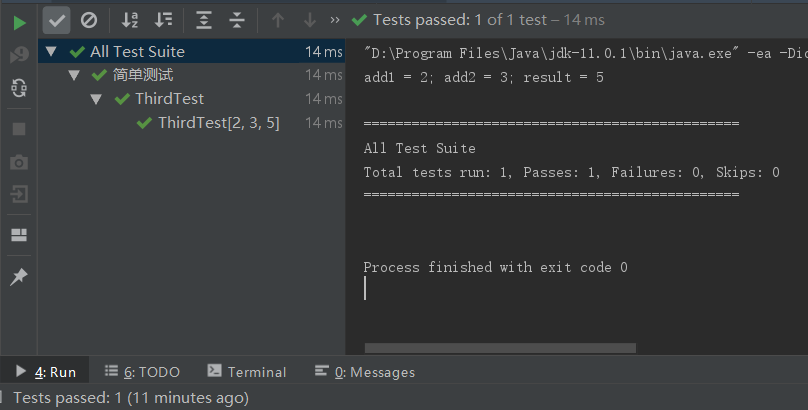 Tests passed: 1 of 1 test – 14 ms
All Test Suite 14 ms
简单测试 14 ms
ThirdTest 14 ms
ThirdTest[2, 3, 5] 14 ms
"D:\Program Files\Java\jdk-11.0.1\bin\java.exe" -ea -Dic
add1 = 2; add2 = 3; result = 5
===============================================
All Test Suite
Total tests run: 1, Passes: 1, Failures: 0, Skips: 0
===============================================
Process finished with exit code 0
4: Run 6: TODO Terminal 0: Messages
Tests passed: 1 (11 minutes ago)